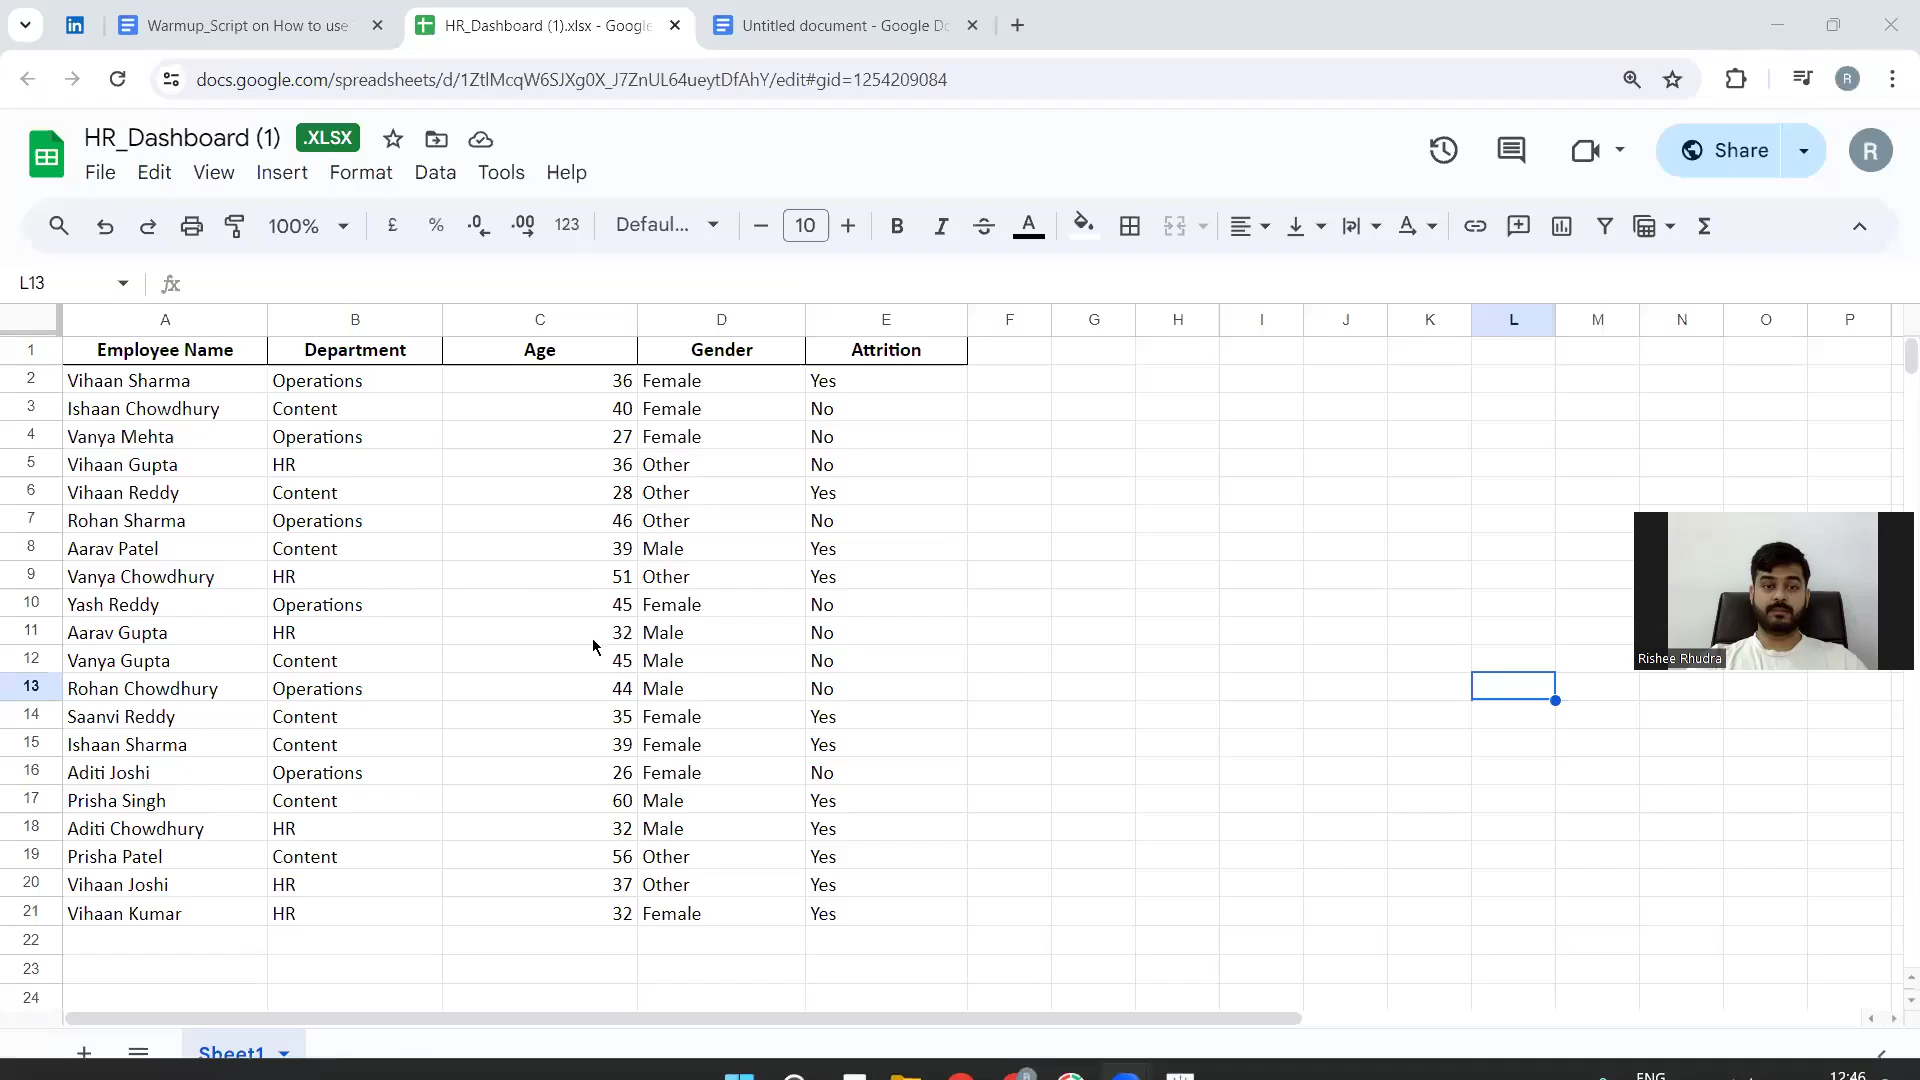 Warmup_Script on How to use
HR_Dashboard (1).xlsx - Google
Untitled document - Google Do
docs.google.com/spreadsheets/d/1ZtlMcqW6SJXg0X_J7ZnUL64ueytDfAhY/edit#gid=1254209084
R
HR_Dashboard (1) .XLSX
Share
R
File Edit View Insert Format Data Tools Help
100% £ % .0 .00 123 Defaul... 10 B I
L13
A B C D E F G H I J K L M N O P
1 Employee Name Department Age Gender Attrition
2 Vihaan Sharma Operations 36 Female Yes
3 Ishaan Chowdhury Content 40 Female No
4 Vanya Mehta Operations 27 Female No
5 Vihaan Gupta HR 36 Other No
6 Vihaan Reddy Content 28 Other Yes
7 Rohan Sharma Operations 46 Other No
8 Aarav Patel Content 39 Male Yes
9 Vanya Chowdhury HR 51 Other Yes
10 Yash Reddy Operations 45 Female No
11 Aarav Gupta HR 32 Male No
12 Vanya Gupta Content 45 Male No
Rishee Rhudra
13 Rohan Chowdhury Operations 44 Male No
14 Saanvi Reddy Content 35 Female Yes
15 Ishaan Sharma Content 39 Female Yes
16 Aditi Joshi Operations 26 Female No
17 Prisha Singh Content 60 Male Yes
18 Aditi Chowdhury HR 32 Male Yes
19 Prisha Patel Content 56 Other Yes
20 Vihaan Joshi HR 37 Other Yes
21 Vihaan Kumar HR 32 Female Yes
22
23
24
Sheet1
ENG
12:46